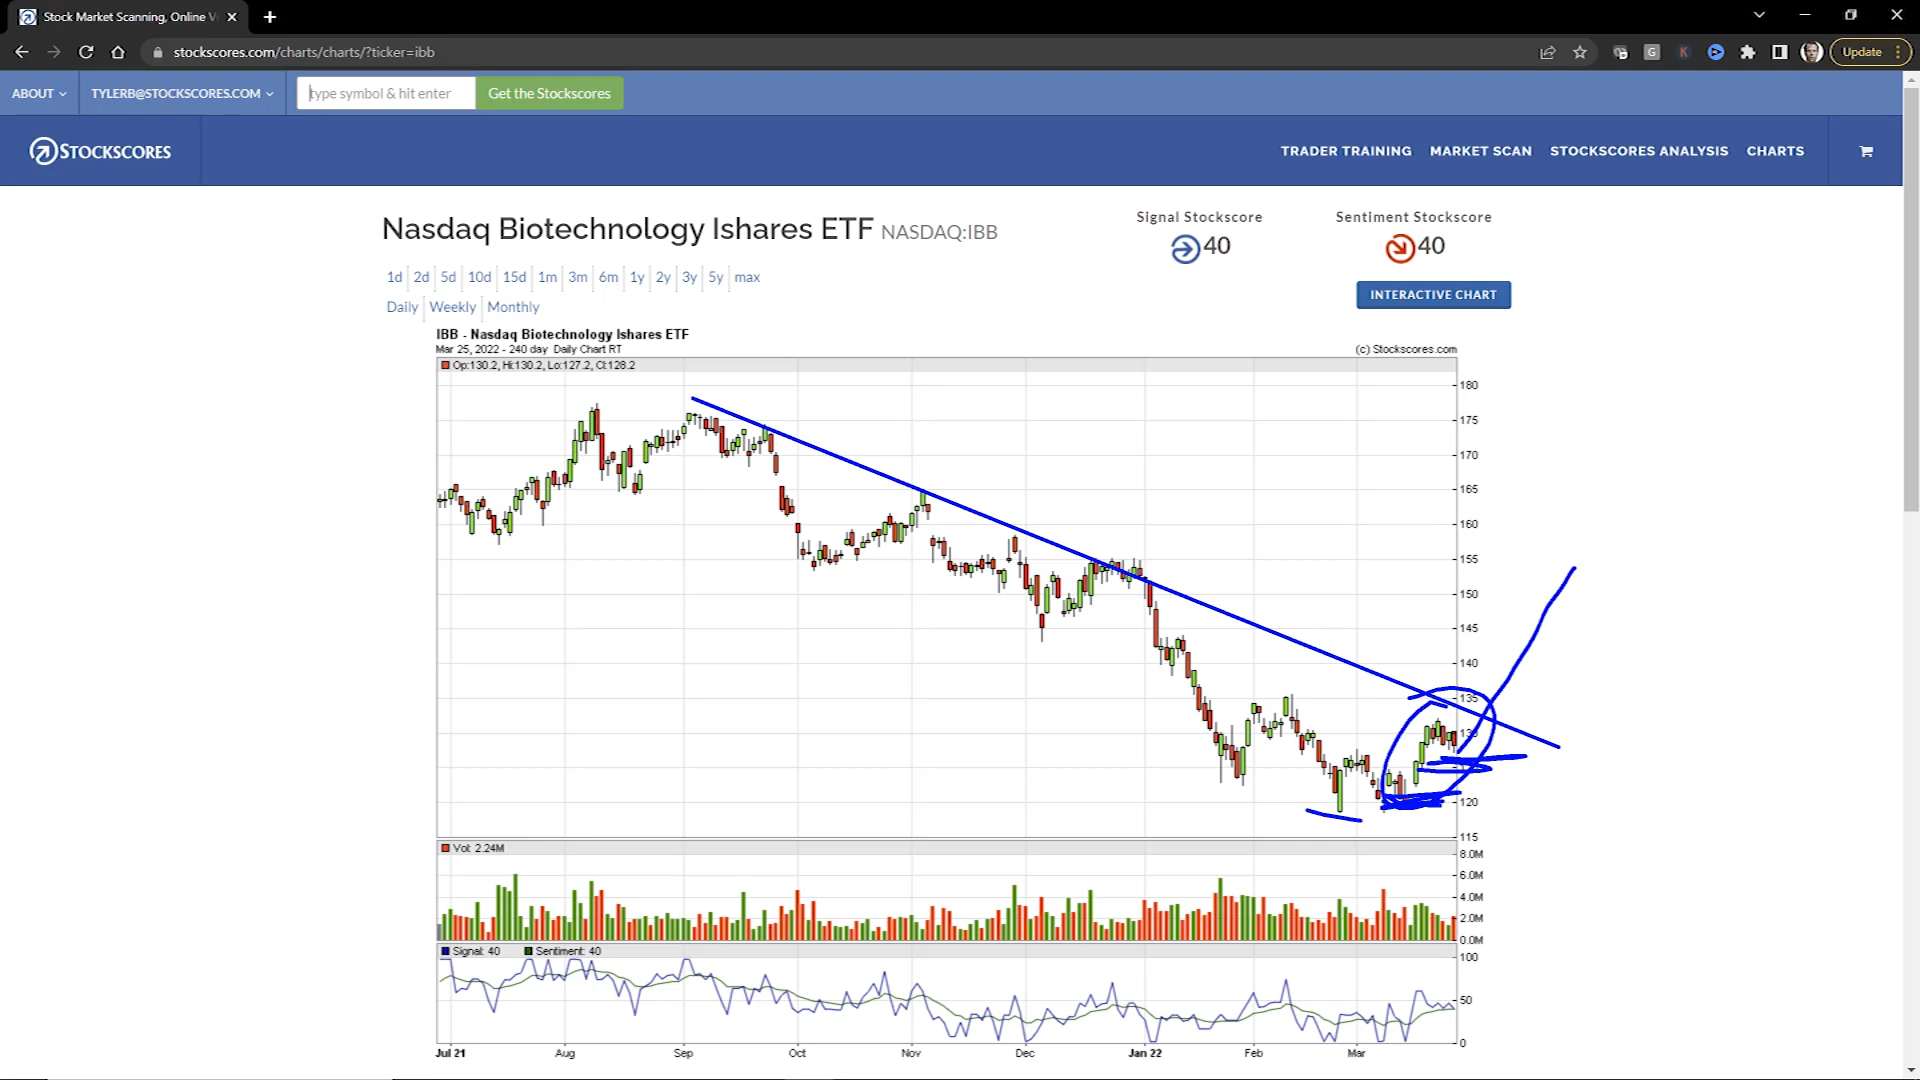 Stock Market Scanning, Online V
stockscores.com/charts/charts/?ticker=ibb
Update
ABOUT
TYLERB@STOCKSCORES.COM
type symbol & hit enter
Get the Stockscores
STOCKSCORES
TRADER TRAINING MARKET SCAN STOCKSCORES ANALYSIS CHARTS
Nasdaq Biotechnology Ishares ETF NASDAQ:IBB
Signal Stockscore
40
Sentiment Stockscore
40
1d 2d 5d 10d 15d 1m 3m 6m 1y 2y 3y 5y max
INTERACTIVE CHART
Daily Weekly Monthly
IBB - Nasdaq Biotechnology Ishares ETF
Mar 25, 2022 - 240 day Daily Chart RT
(c) Stockscores.com
Op:130.2, Hi:130.2, Lo:127.2, Cl:128.2
180
175
170
165
160
155
150
145
140
135
120
115
Vol: 2.24M
8.0M
6.0M
4.0M
2.0M
0.0M
Signal: 40 Sentiment: 40
100
50
0
Jul 21 Aug Sep Oct Nov Dec Jan 22 Feb Mar